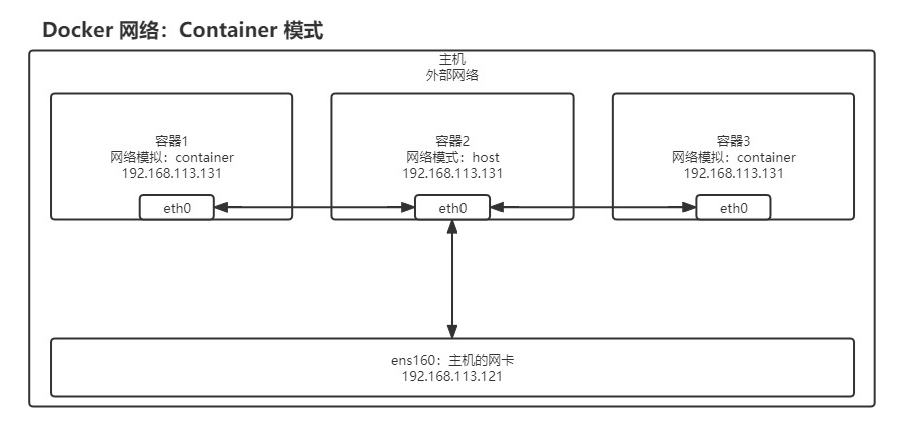 Docker 网络：Container 模式
主机
外部网络
容器1
网络模拟：container
192.168.113.131
eth0
容器2
网络模式：host
192.168.113.131
eth0
容器3
网络模拟：container
192.168.113.131
eth0
ens160：主机的网卡
192.168.113.121